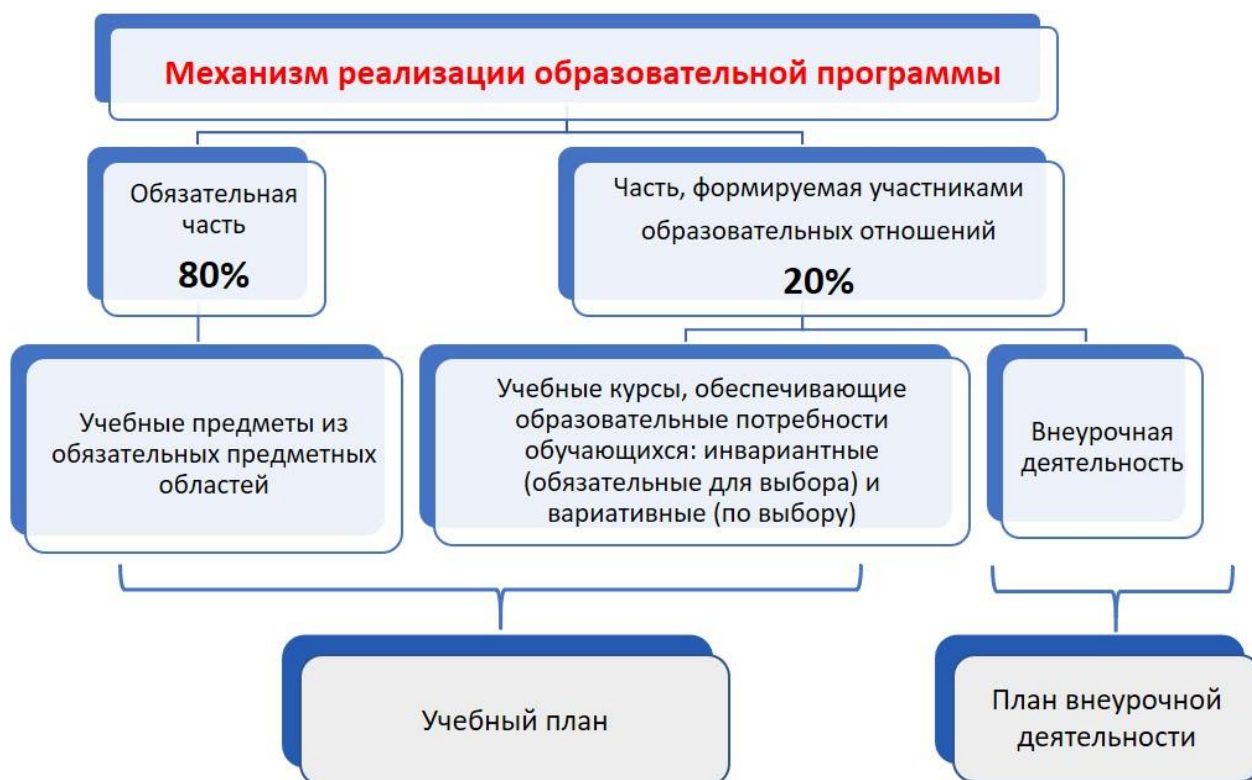 Механизм реализации образовательной программы
Обязательная
часть
80%
Часть, формируемая участниками
образовательных отношений
20%
Учебные предметы из
обязательных предметных
областей
Учебные курсы, обеспечивающие
образовательные потребности
обучающихся: инвариантные
(обязательные для выбора) и
вариативные (по выбору)
Внеурочная
деятельность
Учебный план
План внеурочной
деятельности